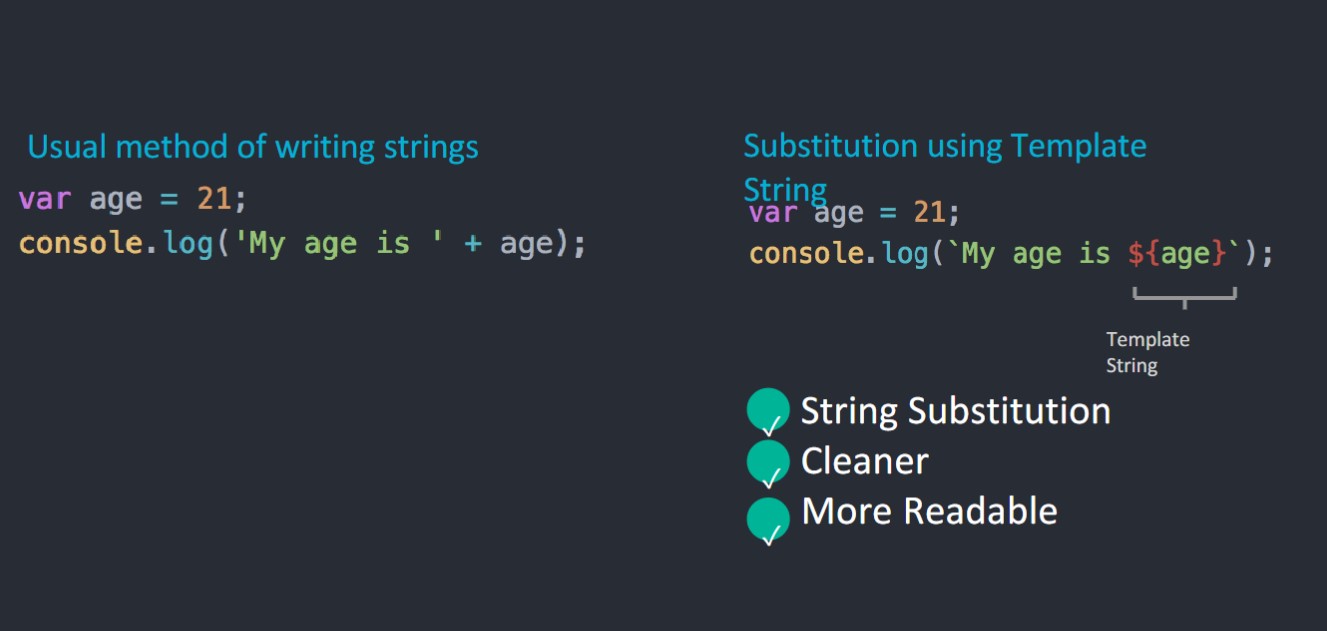 Usual method of writing strings
var age = 21;
console.log('My age is ' + age);
Substitution using Template
String
var age = 21;
console.log(`My age is ${age}`);
Template
String
✓ String Substitution
✓ Cleaner
✓ More Readable